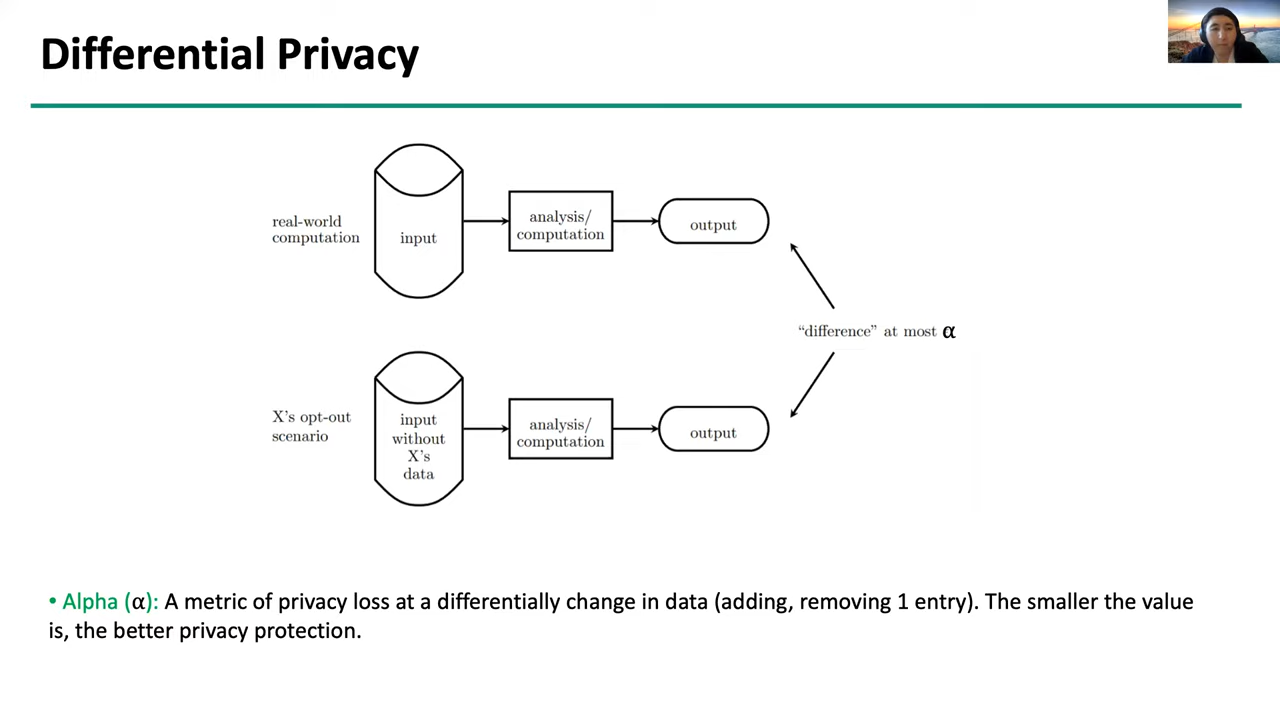 Differential Privacy
real-world
computation
input
analysis/
computation
output
“difference” at most α
X's opt-out
scenario
input
without
X's
data
analysis/
computation
output
• Alpha (α): A metric of privacy loss at a differentially change in data (adding, removing 1 entry). The smaller the value
is, the better privacy protection.